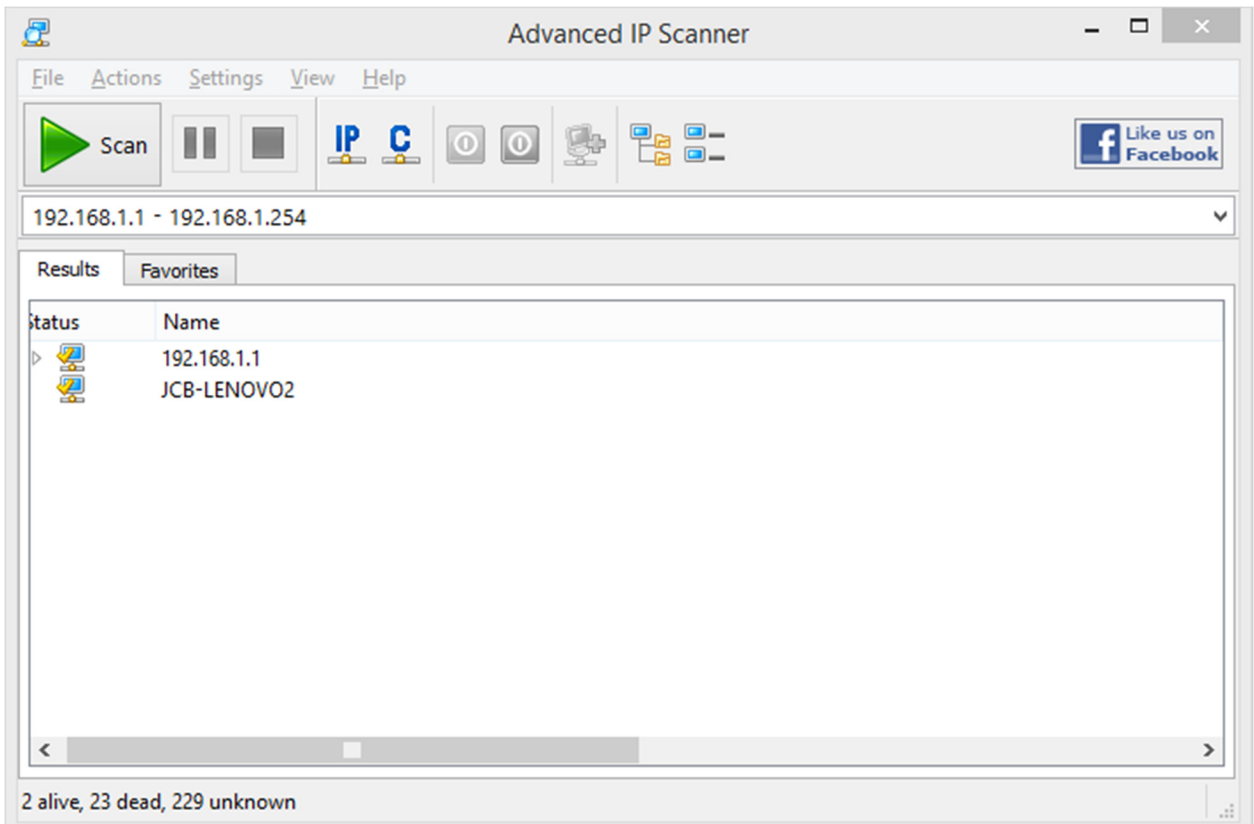 Advanced IP Scanner
File Actions Settings View Help
Scan IP C Like us on
Facebook
192.168.1.1 - 192.168.1.254
Results Favorites
Status Name
192.168.1.1
JCB-LENOVO2
2 alive, 23 dead, 229 unknown